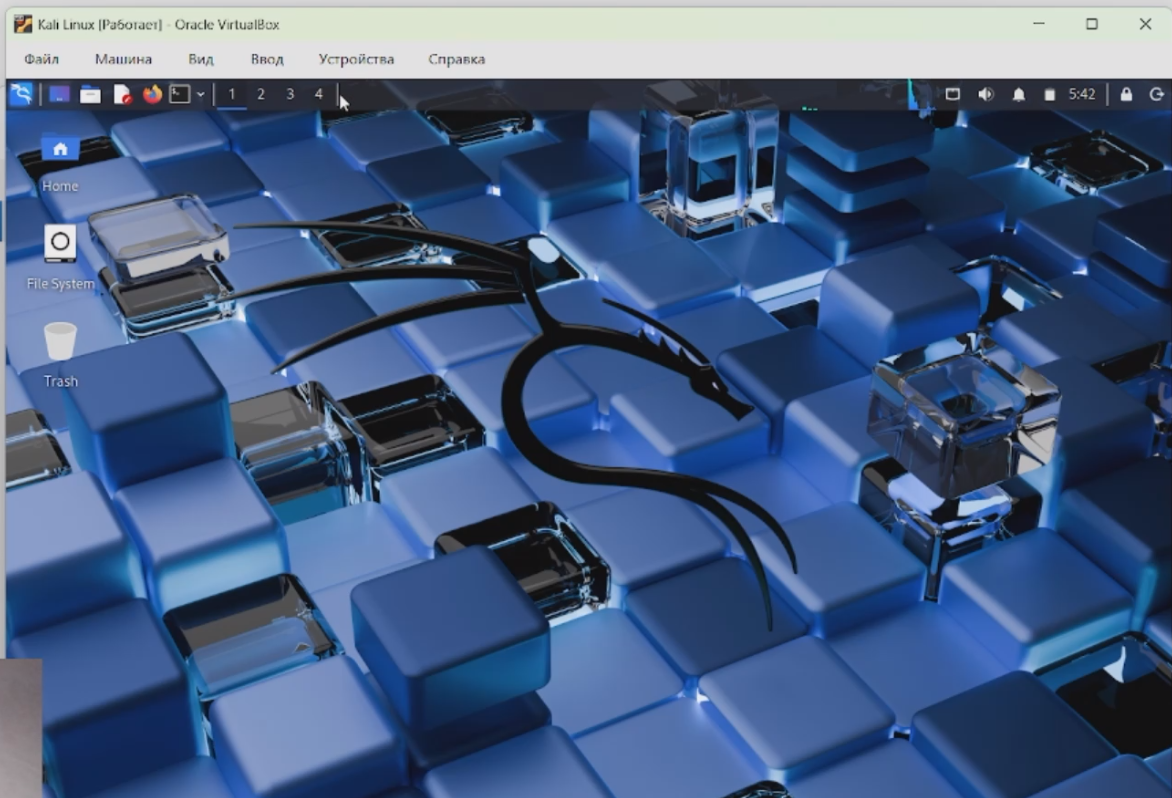 Kali Linux [Работает] - Oracle VirtualBox
Файл Машина Вид Ввод Устройства Справка
1 2 3 4 5:42
Home
File System
Trash